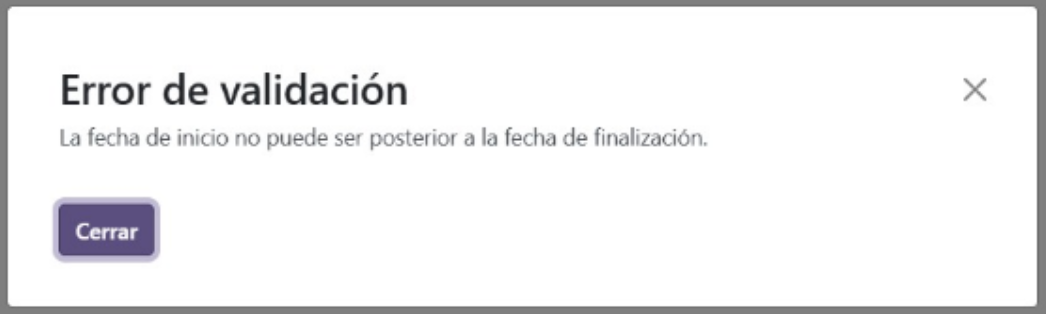 Error de validación
La fecha de inicio no puede ser posterior a la fecha de finalización.
Cerrar